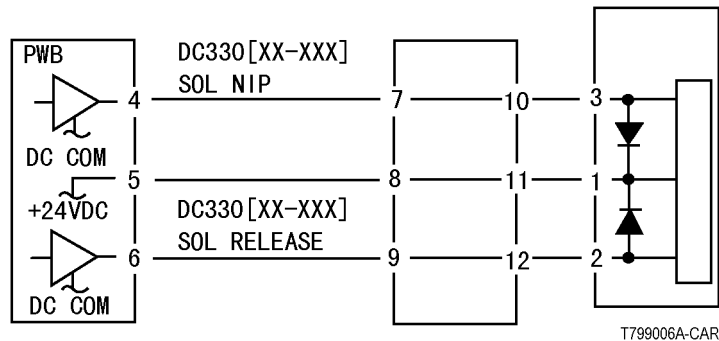 PWB
DC330[XX-XXX]
SOL NIP
4
7
10
3
DC COM
5
8
11
1
+24VDC
DC330[XX-XXX]
SOL RELEASE
6
9
12
2
DC COM
T799006A-CAR